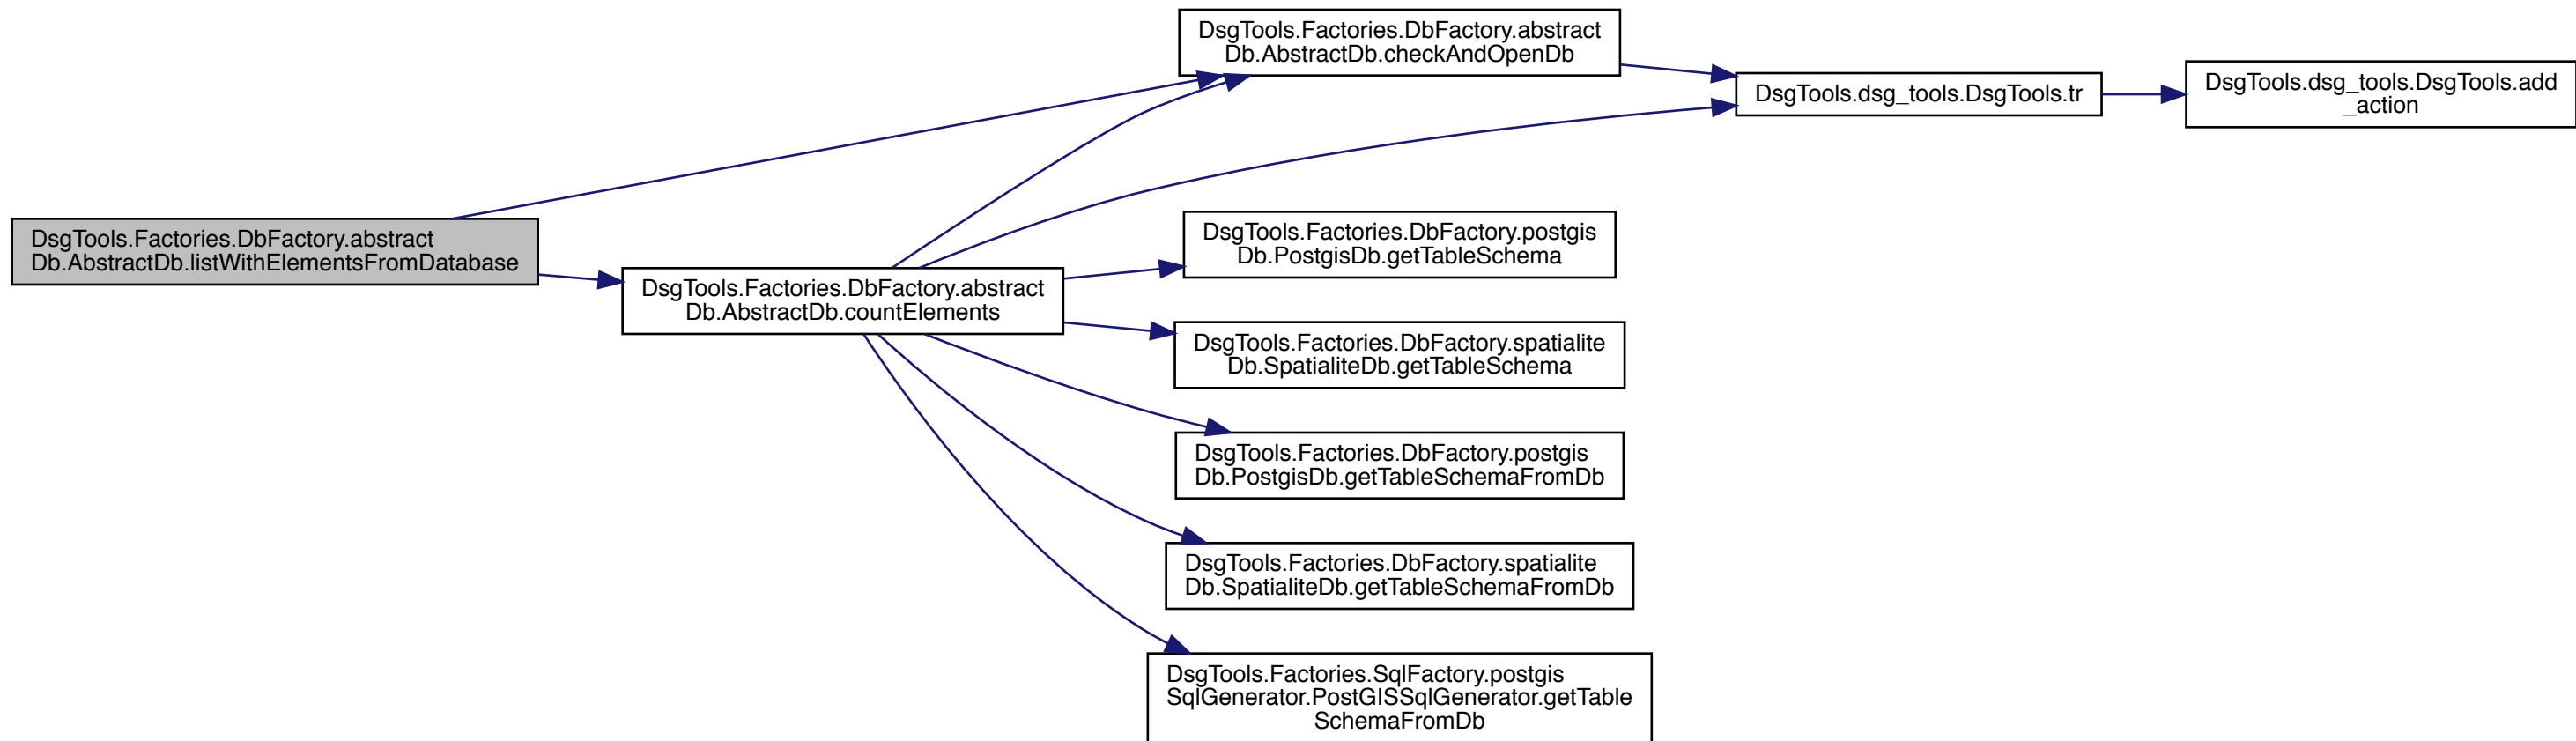 DsgTools.Factories.DbFactory.abstract
Db.AbstractDb.listWithElementsFromDatabase
DsgTools.Factories.DbFactory.abstract
Db.AbstractDb.countElements
DsgTools.Factories.DbFactory.abstract
Db.AbstractDb.checkAndOpenDb
DsgTools.dsg_tools.DsgTools.tr
DsgTools.dsg_tools.DsgTools.add
_action
DsgTools.Factories.DbFactory.postgis
Db.PostgisDb.getTableSchema
DsgTools.Factories.DbFactory.spatialite
Db.SpatialiteDb.getTableSchema
DsgTools.Factories.DbFactory.postgis
Db.PostgisDb.getTableSchemaFromDb
DsgTools.Factories.DbFactory.spatialite
Db.SpatialiteDb.getTableSchemaFromDb
DsgTools.Factories.SqlFactory.postgis
SqlGenerator.PostGISSqlGenerator.getTable
SchemaFromDb